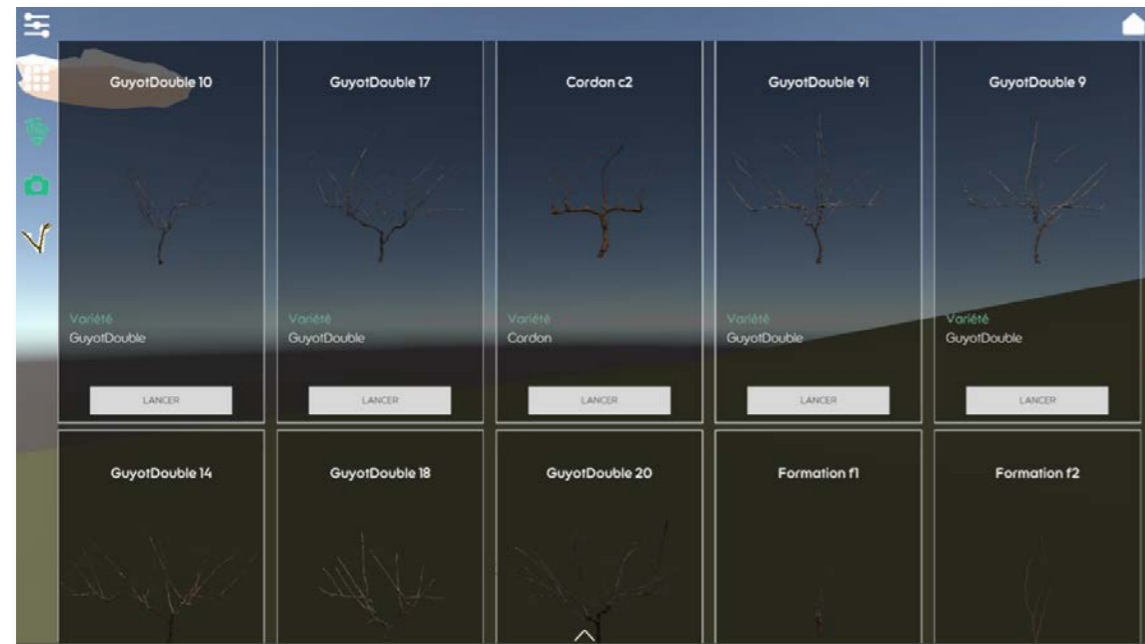 GuyotDouble 10
GuyotDouble 17
Cordon c2
GuyotDouble 9i
GuyotDouble 9
Variété
GuyotDouble
Variété
GuyotDouble
Variété
Cordon
Variété
GuyotDouble
Variété
GuyotDouble
LANCER
LANCER
LANCER
LANCER
LANCER
GuyotDouble 14
GuyotDouble 18
GuyotDouble 20
Formation f1
Formation f2